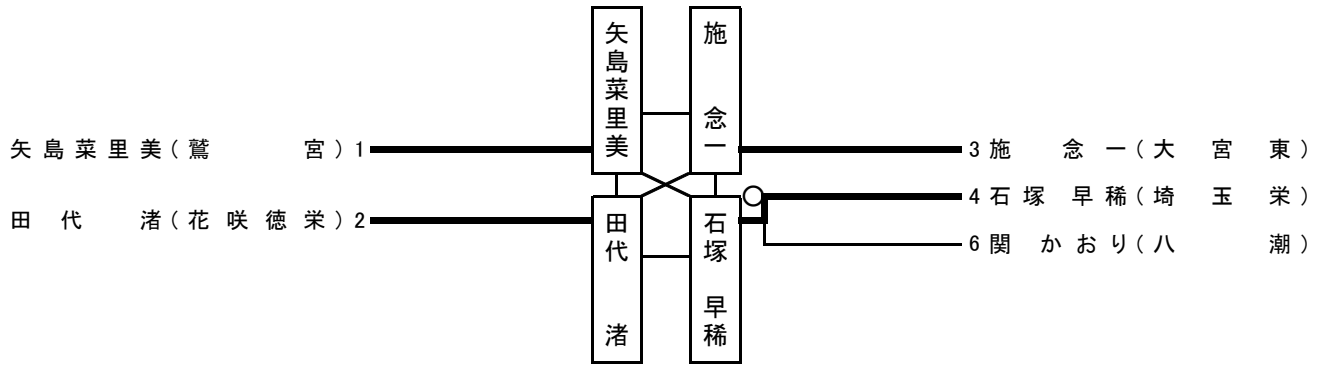 矢島菜里美
施 念一
矢島菜里美(鷲 宮)1
3 施 念一(大宮東)
4 石塚 早稀(埼玉栄)
田代 渚(花咲徳栄)2
6 関 かおり(八 潮)
田代 渚
石塚 早稀